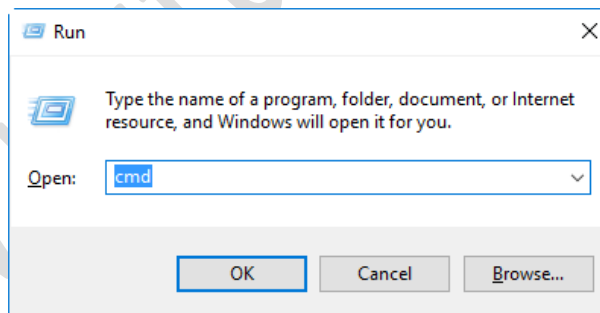 Run
Type the name of a program, folder, document, or Internet
resource, and Windows will open it for you.
Open: cmd
OK Cancel Browse...